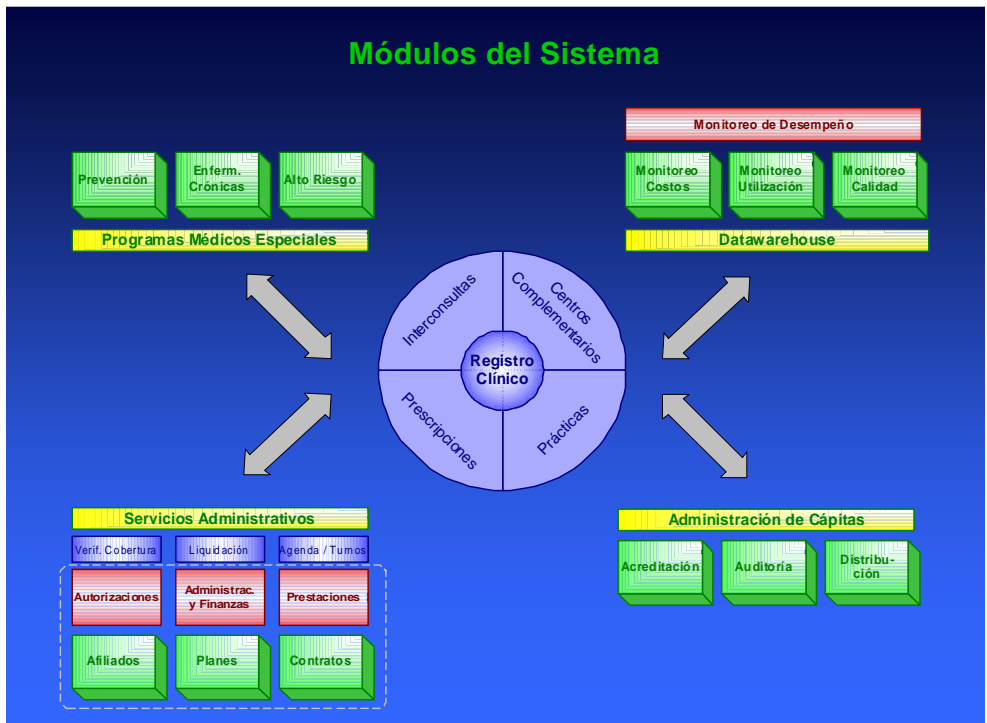 Módulos del Sistema
Monitoreo de Desempeño
Prevención
Enferm.
Crónicas
Alto Riesgo
Monitoreo
Costos
Monitoreo
Utilización
Monitoreo
Calidad
Programas Médicos Especiales
Datawarehouse
Interconsultas
Centros
Complementarios
Registro
Clínico
Prescripciones
Prácticas
Servicios Administrativos
Administración de Cápitas
Verif. Cobertura
Liquidación
Agenda / Turnos
Acreditación
Auditoría
Distribu-
ción
Autorizaciones
Administrac.
y Finanzas
Prestaciones
Afiliados
Planes
Contratos